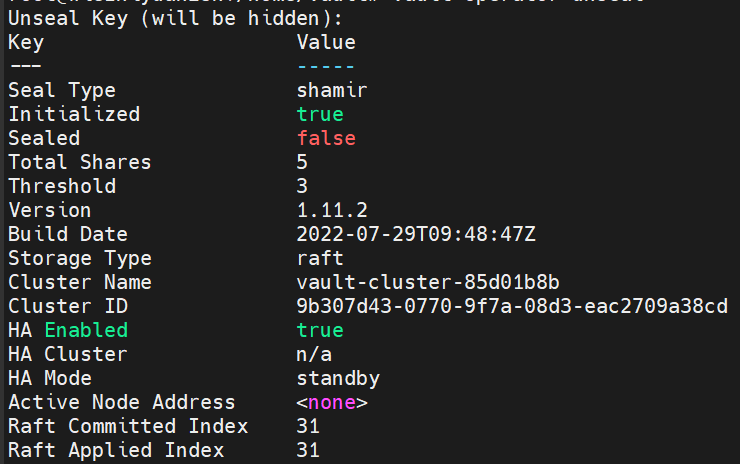 Unseal Key (will be hidden):
Key Value
--- -----
Seal Type shamir
Initialized true
Sealed false
Total Shares 5
Threshold 3
Version 1.11.2
Build Date 2022-07-29T09:48:47Z
Storage Type raft
Cluster Name vault-cluster-85d01b8b
Cluster ID 9b307d43-0770-9f7a-08d3-eac2709a38cd
HA Enabled true
HA Cluster n/a
HA Mode standby
Active Node Address <none>
Raft Committed Index 31
Raft Applied Index 31